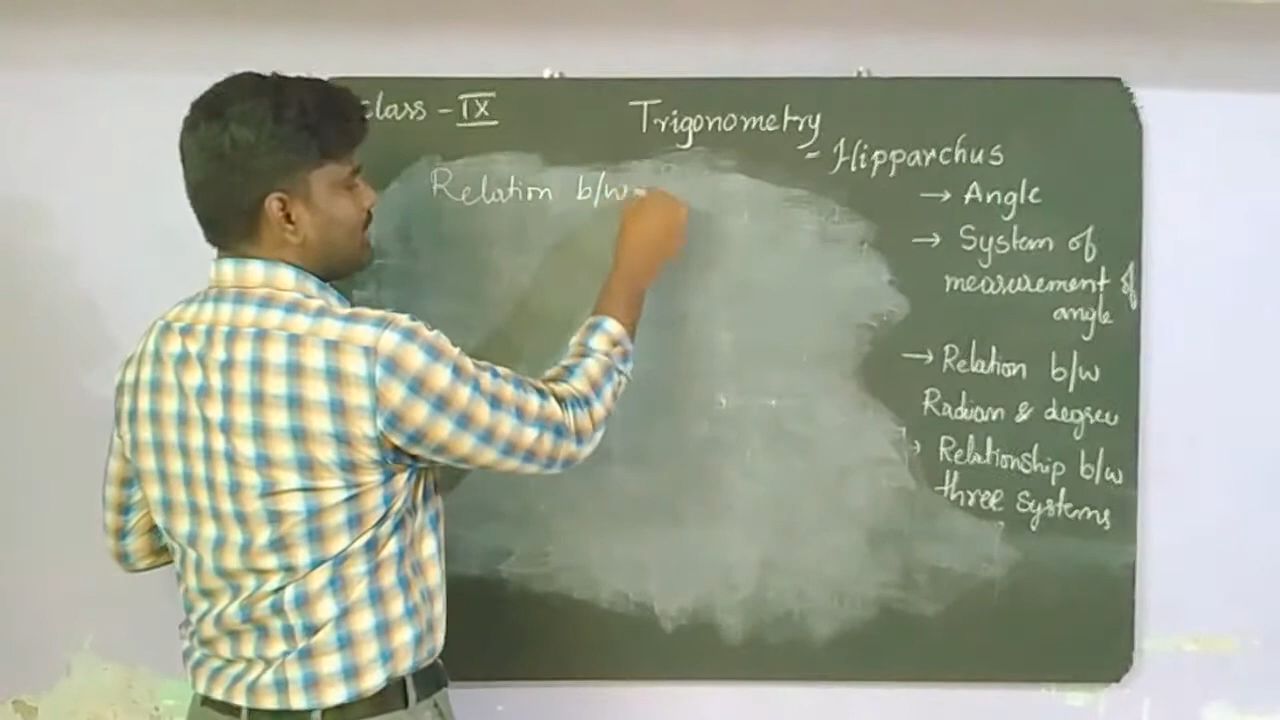 class - IX
Trigonometry
- Hipparchus
Relation b/w
→ Angle
→ System of
measurement of
angle
→ Relation b/w
Radian & degree
→ Relationship b/w
three systems